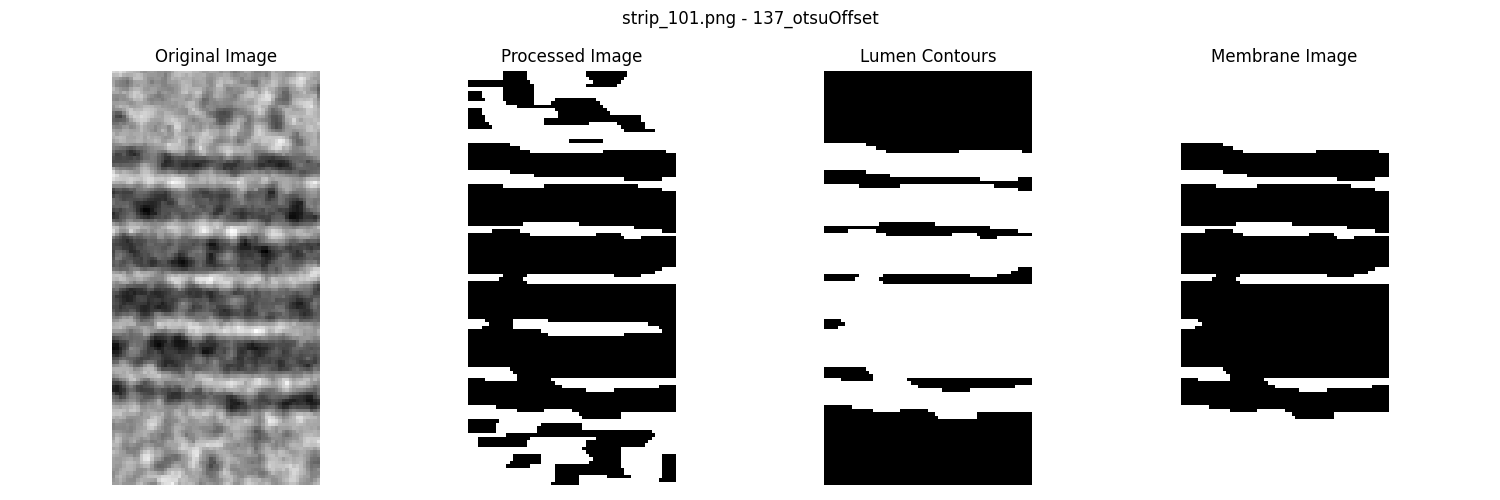 strip_101.png - 137_otsuOffset
Original Image
Processed Image
Lumen Contours
Membrane Image